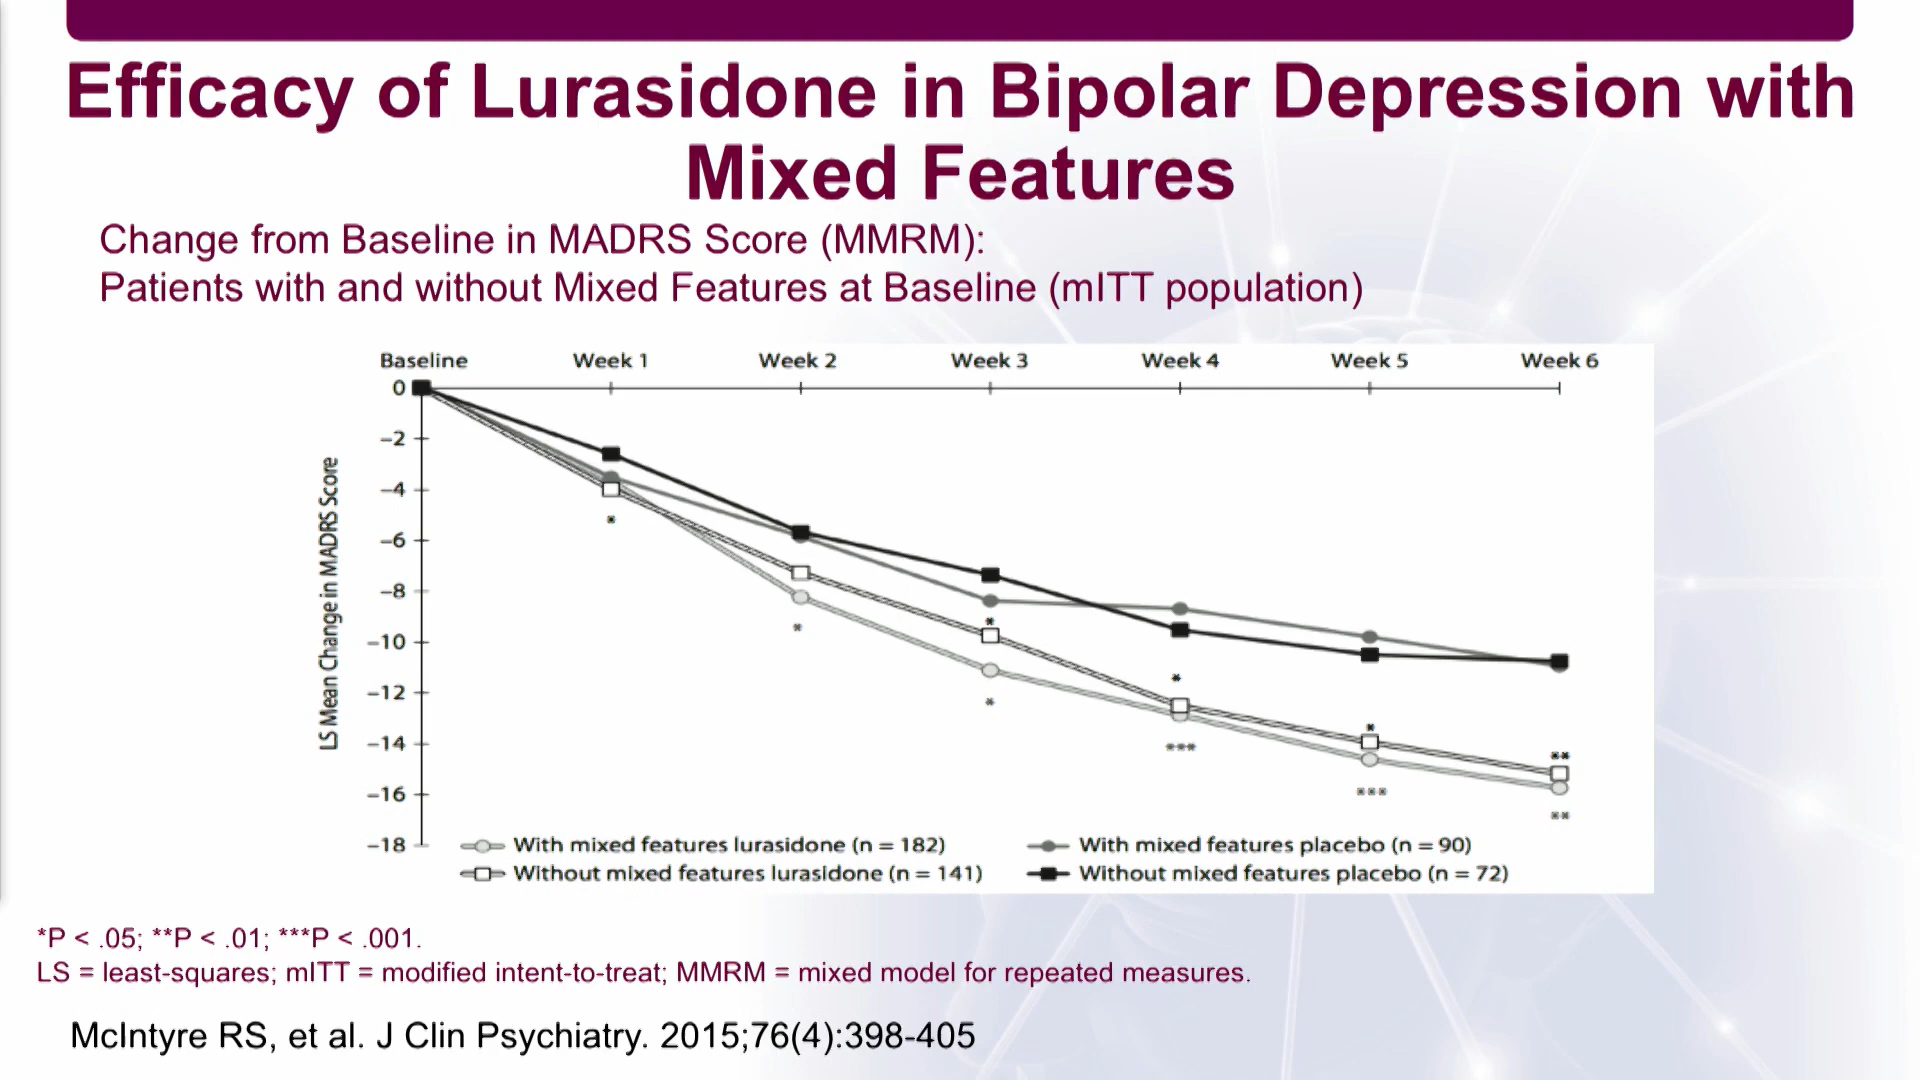 Efficacy of Lurasidone in Bipolar Depression with
Mixed Features
Change from Baseline in MADRS Score (MMRM):
Patients with and without Mixed Features at Baseline (mITT population)
Baseline Week 1 Week 2 Week 3 Week 4 Week 5 Week 6
LS Mean Change in MADRS Score
0
−2
−4
*
−6
−8
*
*
−10
*
*
−12
*
−14
***
**
−16
***
**
−18
With mixed features lurasidone (n = 182) With mixed features placebo (n = 90)
Without mixed features lurasidone (n = 141) Without mixed features placebo (n = 72)
*P < .05; **P < .01; ***P < .001.
LS = least-squares; mITT = modified intent-to-treat; MMRM = mixed model for repeated measures.
McIntyre RS, et al. J Clin Psychiatry. 2015;76(4):398-405